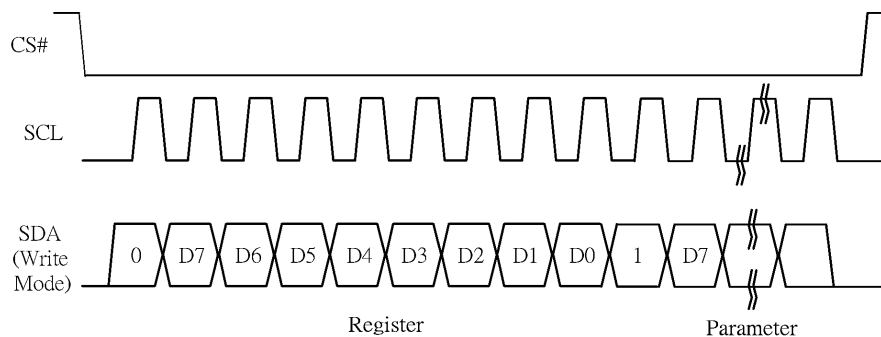 CS#
SCL
SDA
(Write
Mode)
0 D7 D6 D5 D4 D3 D2 D1 D0 1 D7
Register Parameter